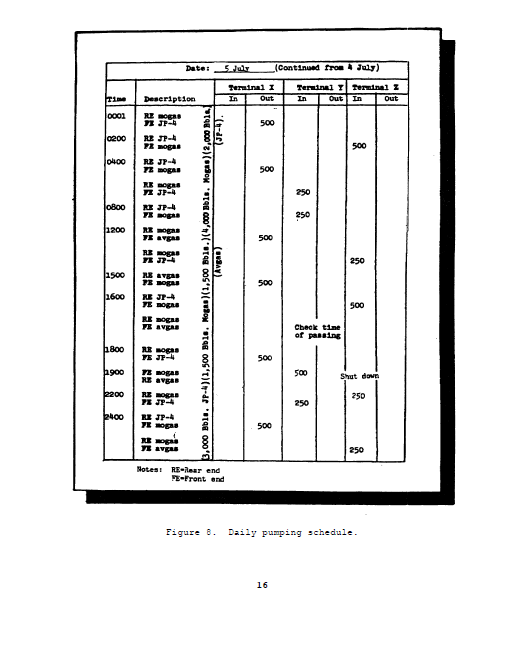 Date: 5 July (Continued from 4 July)
Terminal X Terminal Y Terminal Z
Time Description In Out In Out In Out
0001 RE mogas
FE JP-4 500
0200 RE JP-4
FE mogas 500
0400 RE JP-4
FE mogas 500
RE mogas
FE JP-4 250
0800 RE JP-4
FE mogas 250
1200 RE mogas
FE avgas 500
RE mogas
FE JP-4 250
1500 RE avgas
FE mogas 500
1600 RE JP-4
FE mogas 500
RE mogas
FE avgas Check time
of passing
1800 RE mogas
FE JP-4 500
1900 FE mogas 500
RE avgas Shut down
2200 RE mogas 250
FE JP-4 250
2400 RE JP-4
FE mogas 500
RE mogas
FE avgas 250
(3,000 Bbls. JP-4)(1,500 Bbls. Mogas)(1,500 Bbls.)(4,000 Bbls. Mogas)(2,000 Bbls.)
(Avgas) (JP-4).
Notes: RE=Rear end
FE=Front end
Figure 8. Daily pumping schedule.
16